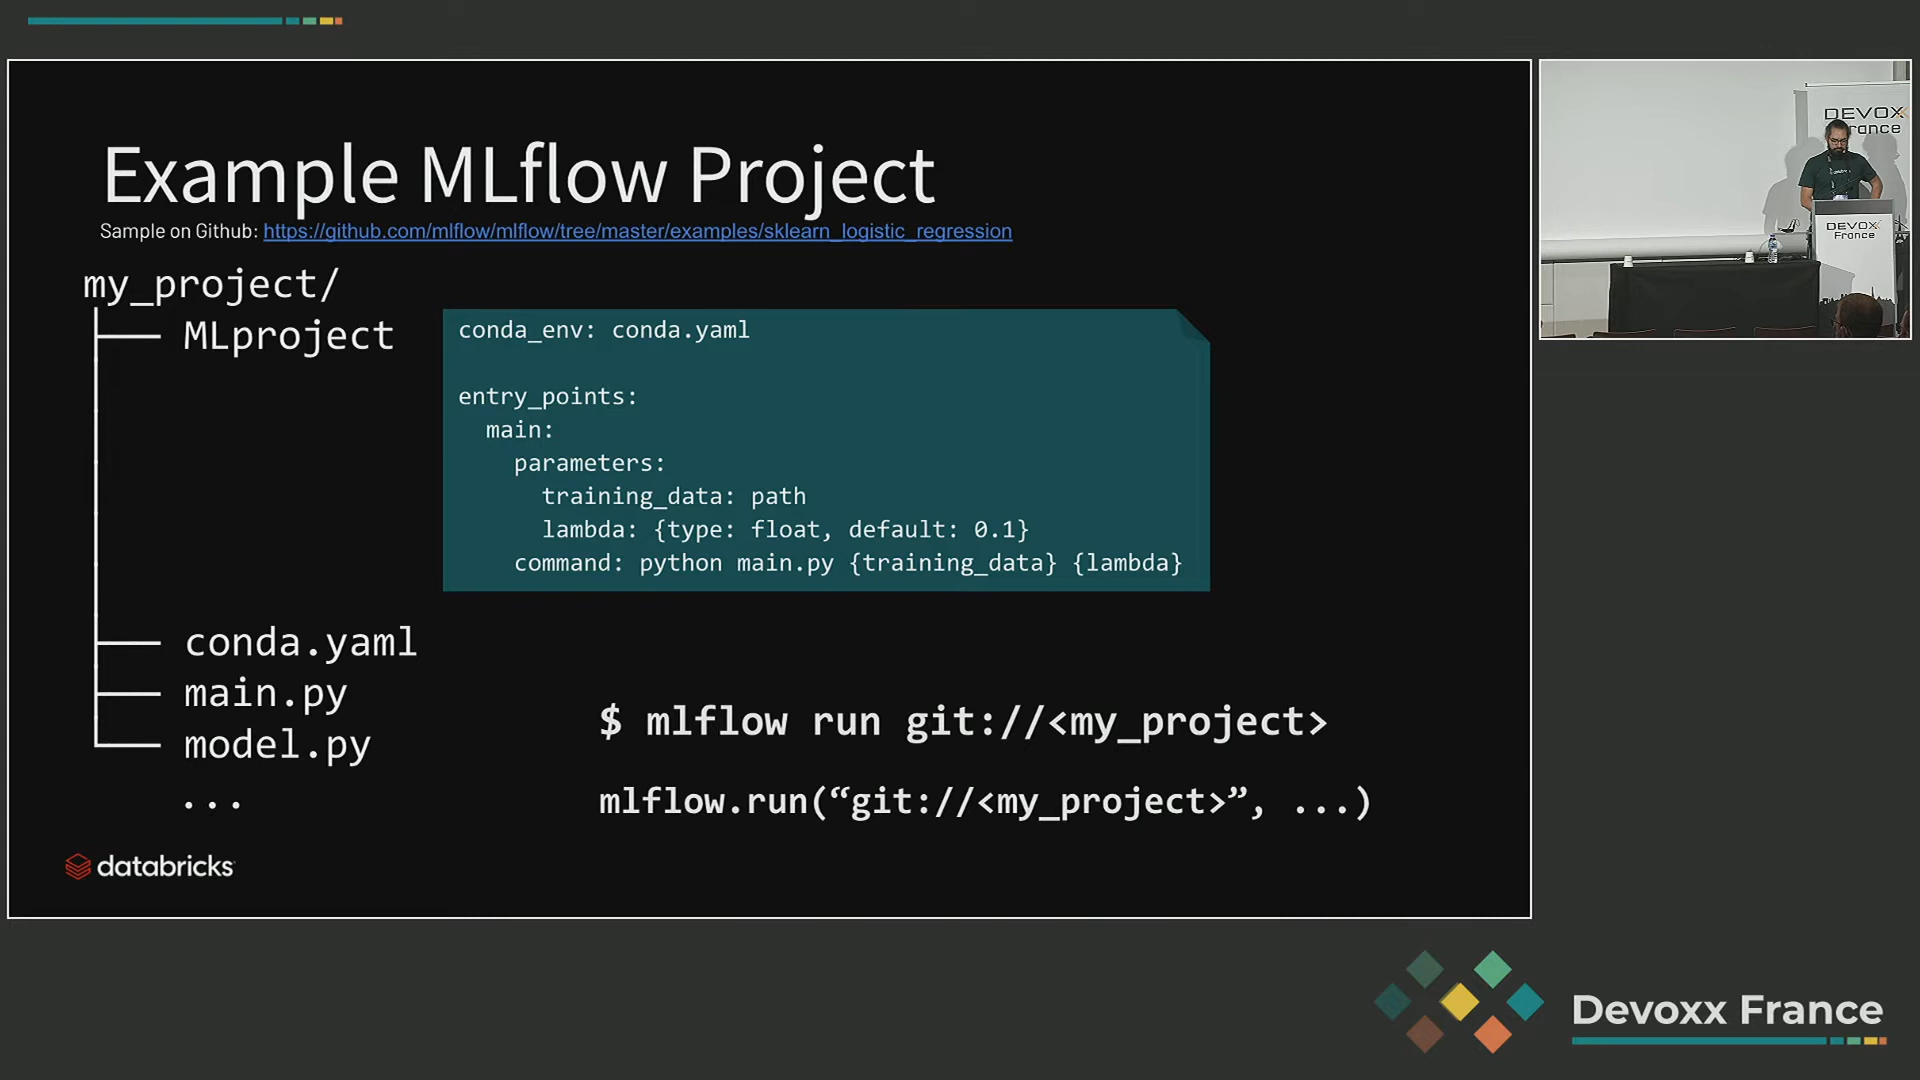 Example MLflow Project
Sample on Github: https://github.com/mlflow/mlflow/tree/master/examples/sklearn_logistic_regression
my_project/
MLproject
conda_env: conda.yaml
entry_points:
main:
parameters:
training_data: path
lambda: {type: float, default: 0.1}
command: python main.py {training_data} {lambda}
conda.yaml
main.py
model.py
...
$ mlflow run git://<my_project>
mlflow.run(“git://<my_project>”, ...)
databricks
DEVOXX
France
DEVOXX
France
Devoxx France